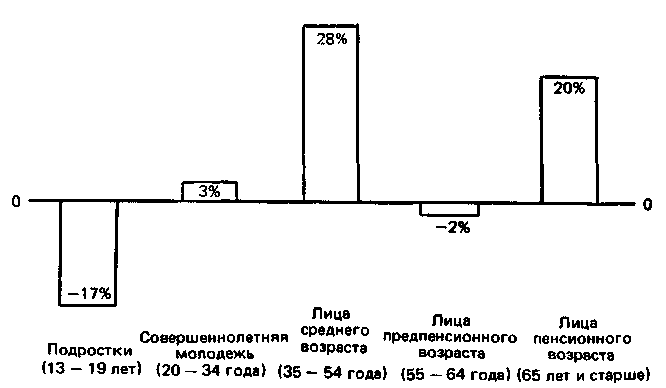 28%
20%
3%
0
0
−2%
−17%
Подростки
(13 – 19 лет)
Совершеннолетняя
молодежь
(20 – 34 года)
Лица
среднего
возраста
(35 – 54 года)
Лица
предпенсионного
возраста
(55 – 64 года)
Лица
пенсионного
возраста
(65 лет и старше)